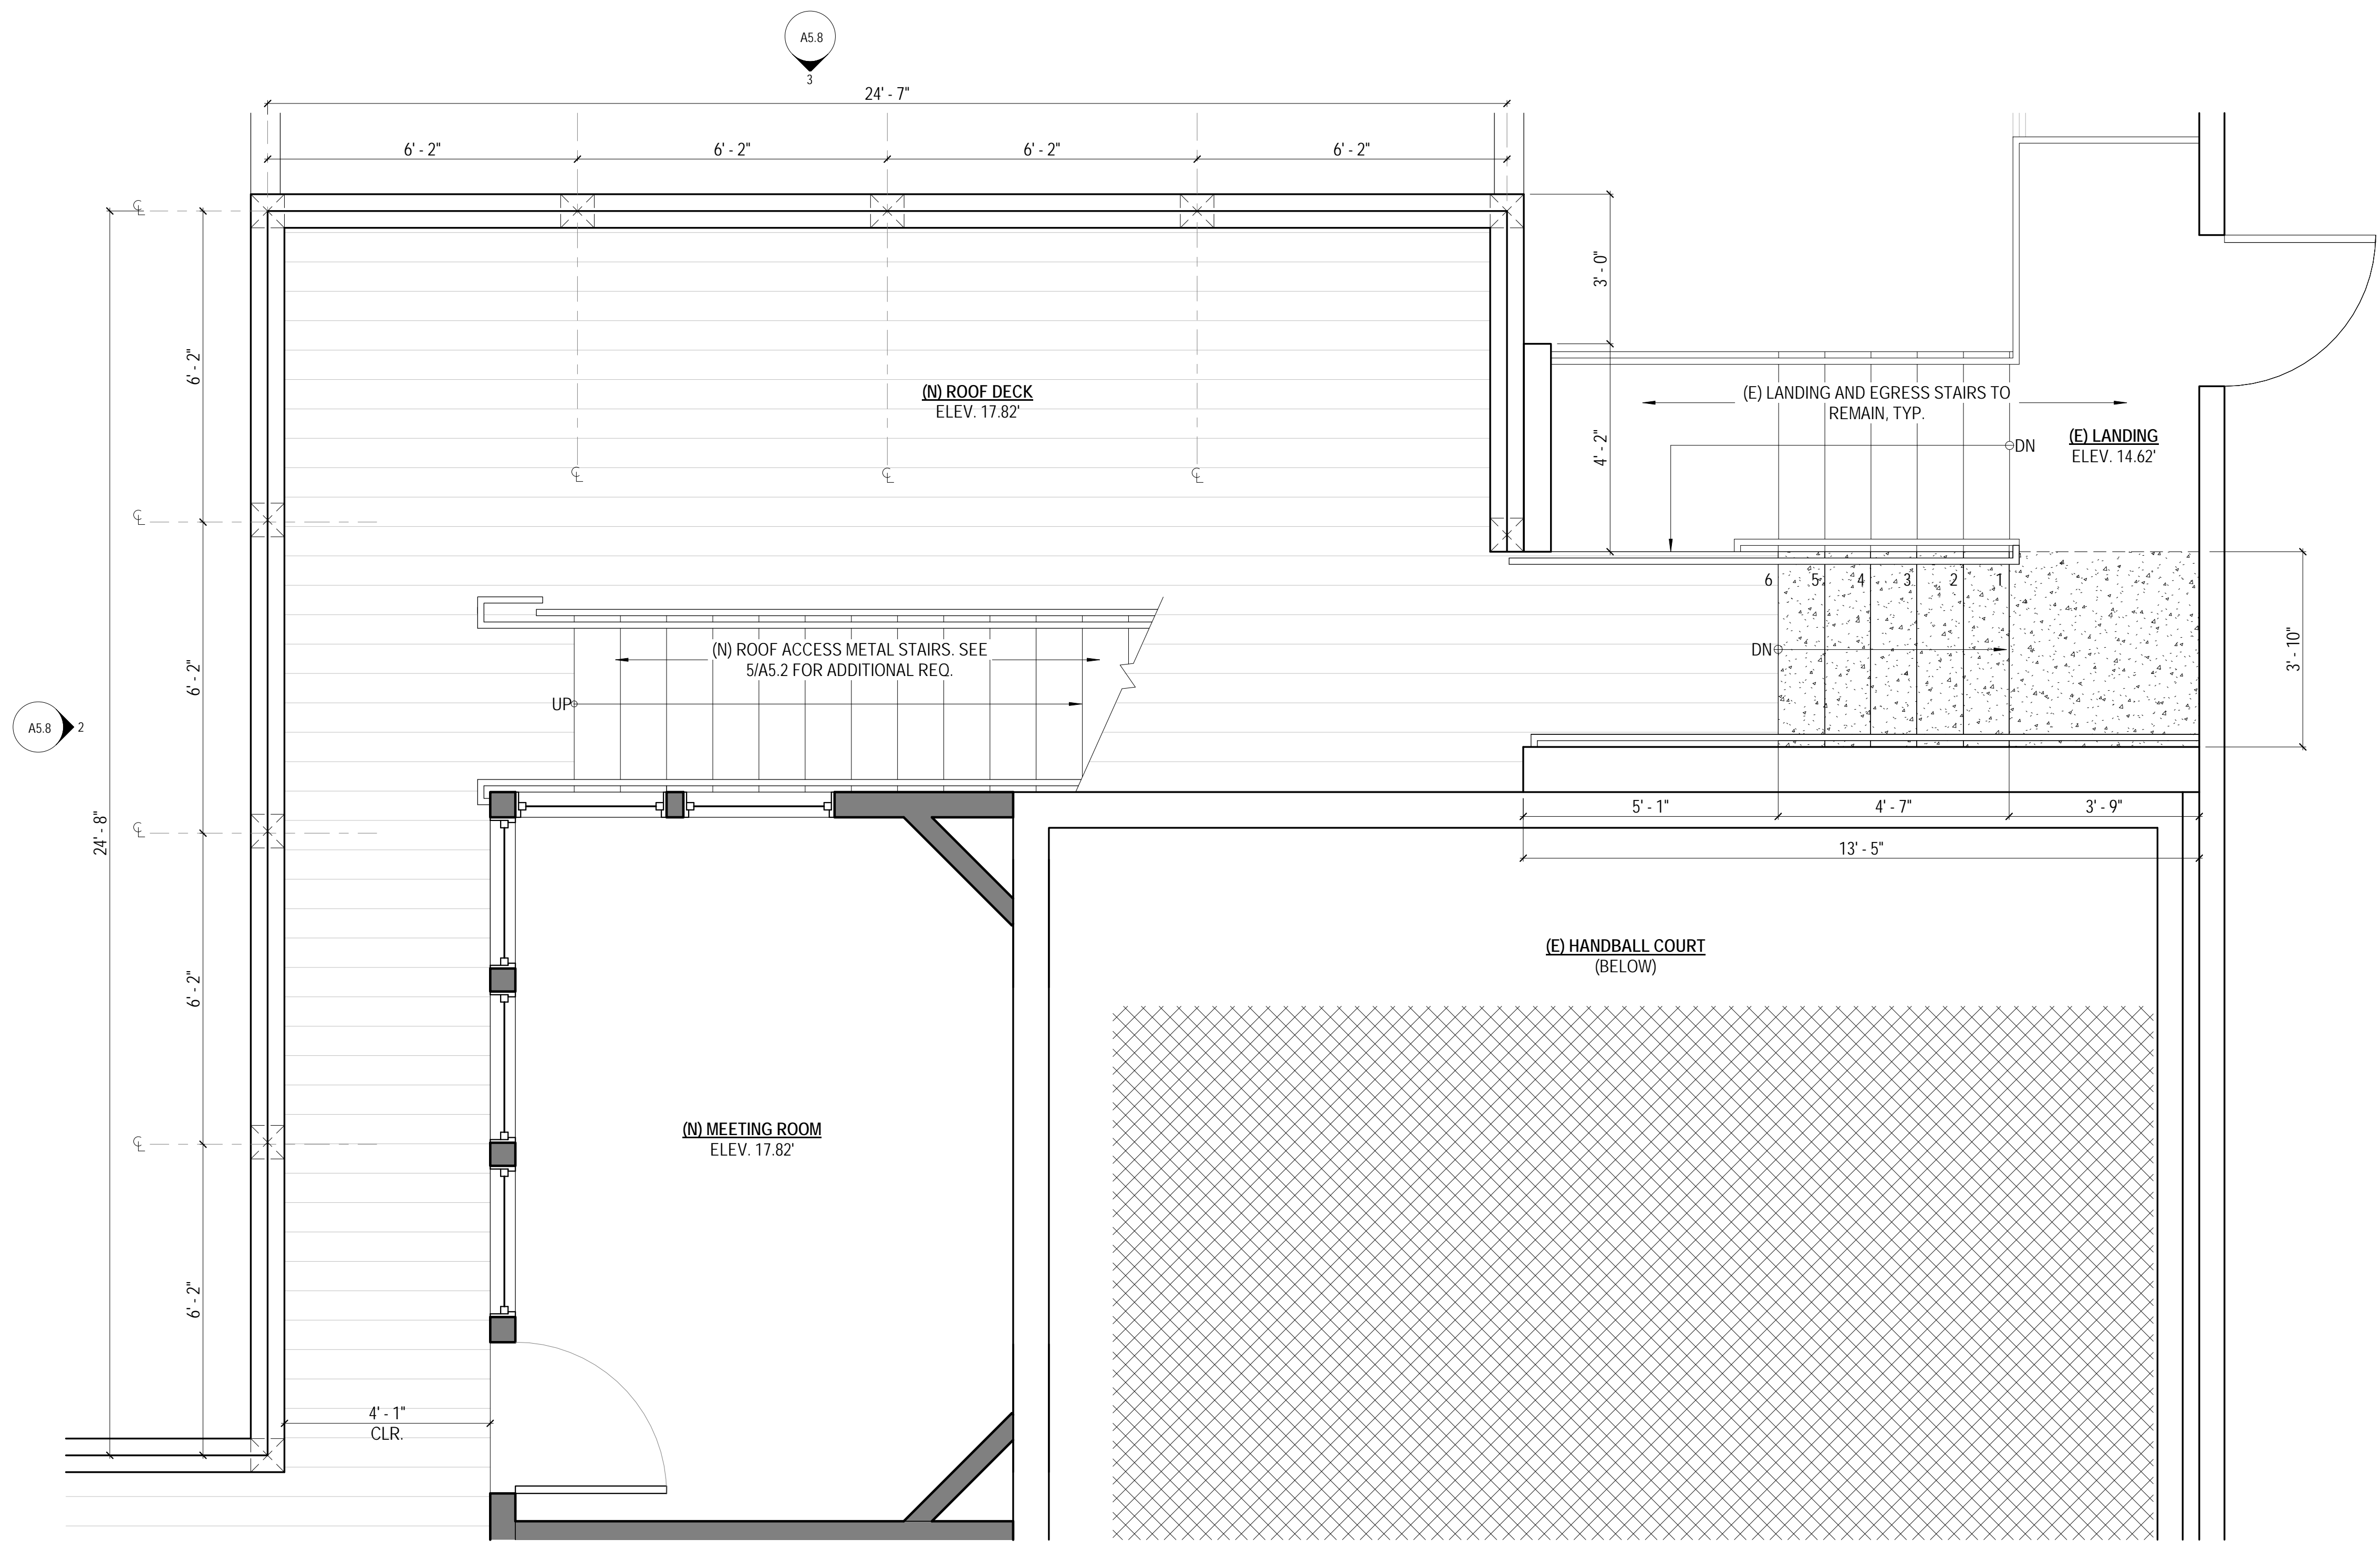 A5.8
3
24' - 7"
6' - 2"
6' - 2"
6' - 2"
6' - 2"
℄
℄
℄
℄
℄
℄
℄
6' - 2"
6' - 2"
6' - 2"
6' - 2"
24' - 8"
3' - 0"
4' - 2"
(N) ROOF DECK
ELEV. 17.82'
(E) LANDING AND EGRESS STAIRS TO
REMAIN, TYP.
DN
(E) LANDING
ELEV. 14.62'
6 5 4 3 2 1
DN
3' - 10"
(N) ROOF ACCESS METAL STAIRS. SEE
5/A5.2 FOR ADDITIONAL REQ.
UP
A5.8
2
5' - 1"
4' - 7"
3' - 9"
13' - 5"
(E) HANDBALL COURT
(BELOW)
(N) MEETING ROOM
ELEV. 17.82'
4' - 1"
CLR.